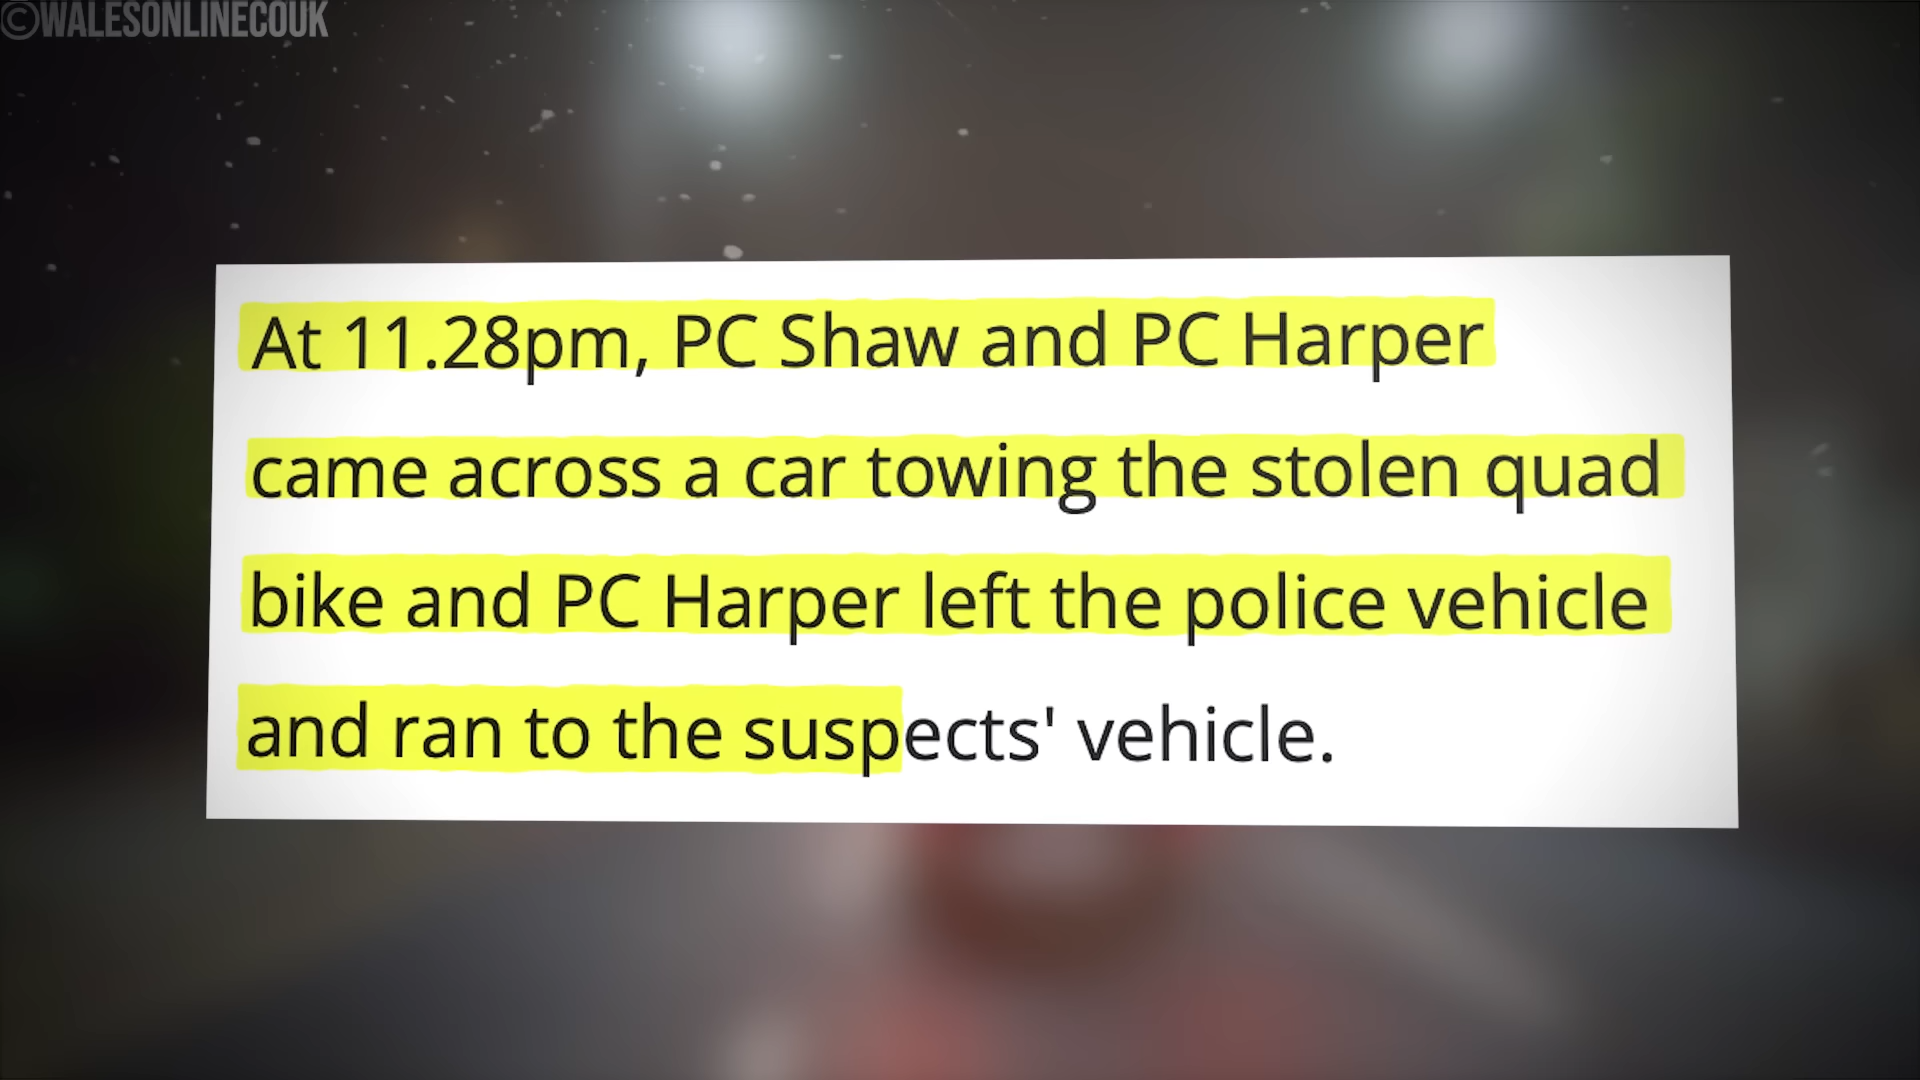 ©WALESONLINECOUK
At 11.28pm, PC Shaw and PC Harper
came across a car towing the stolen quad
bike and PC Harper left the police vehicle
and ran to the suspects' vehicle.